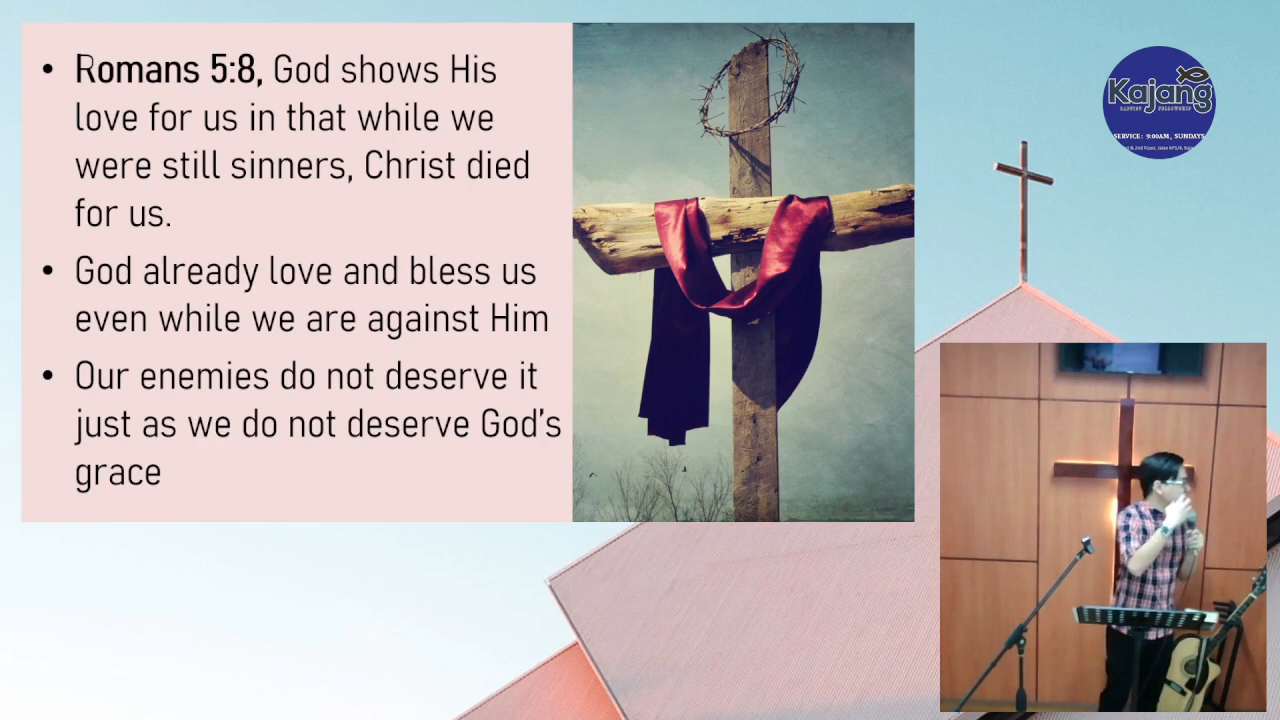 • Romans 5:8, God shows His
love for us in that while we
were still sinners, Christ died
for us.
• God already love and bless us
even while we are against Him
• Our enemies do not deserve it
just as we do not deserve God's
grace
Kajang
BAPTIST FELLOWSHIP
SERVICE: 9:00AM, SUNDAYS